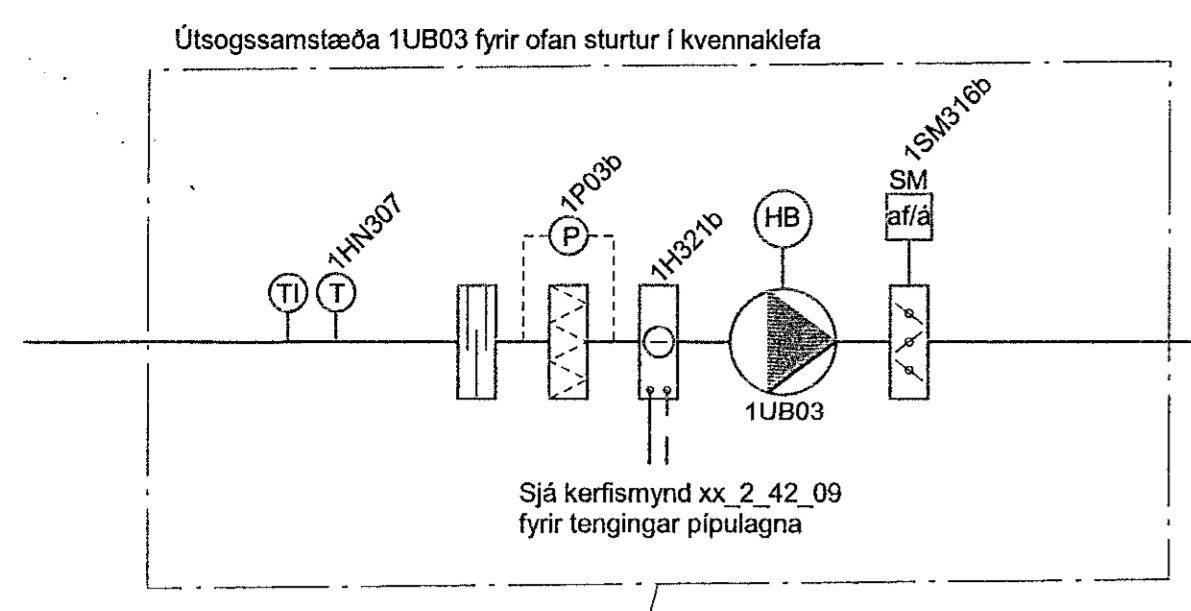 Útsogssamstæða 1UB03 fyrir ofan sturtur í kvennaklefa
1SM316b
SM
af/á
1P03b
P
1HN307
1H321b
HB
TI
T
1UB03
Sjá kerfismynd xx_2_42_09
fyrir tengingar pípulagna